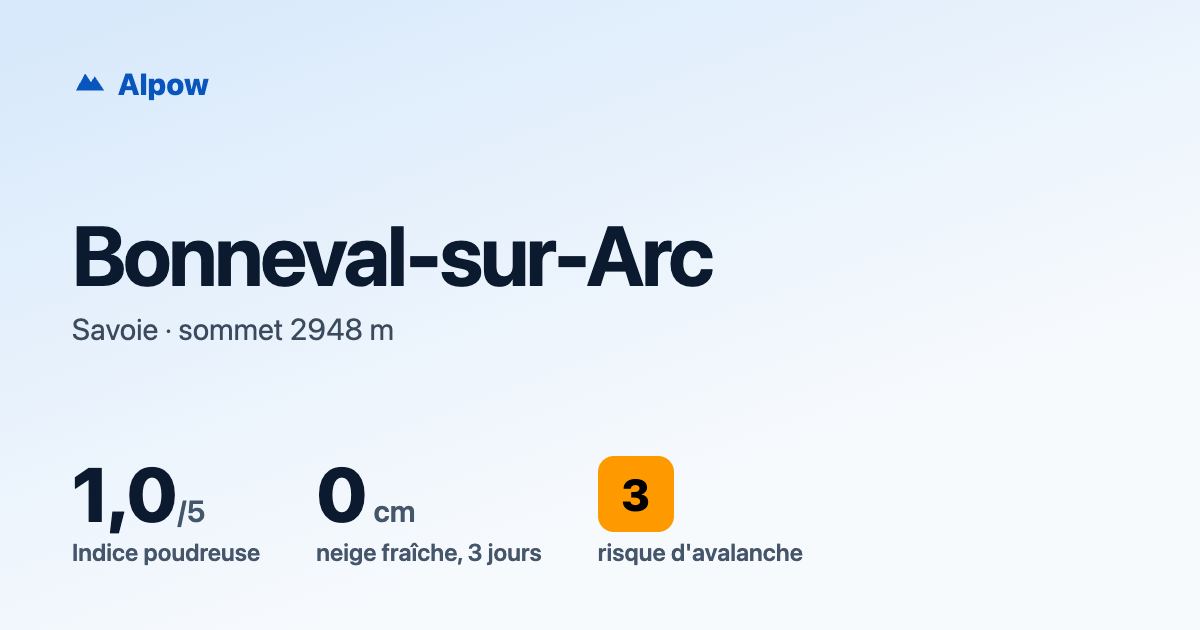 Alpow
Bonneval-sur-Arc
Savoie · sommet 2948 m
1,0/5
Indice poudreuse
0 cm
neige fraîche, 3 jours
3
risque d'avalanche